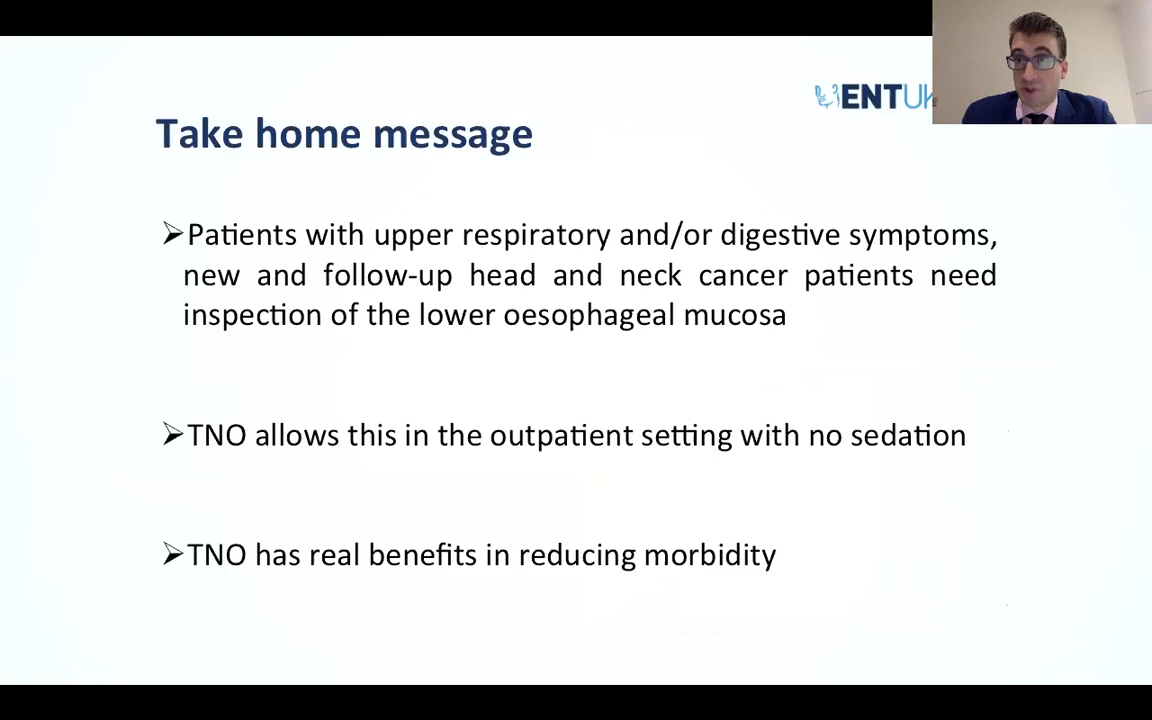 ENTUK
Take home message
➢Patients with upper respiratory and/or digestive symptoms,
new and follow-up head and neck cancer patients need
inspection of the lower oesophageal mucosa
➢TNO allows this in the outpatient setting with no sedation
➢TNO has real benefits in reducing morbidity